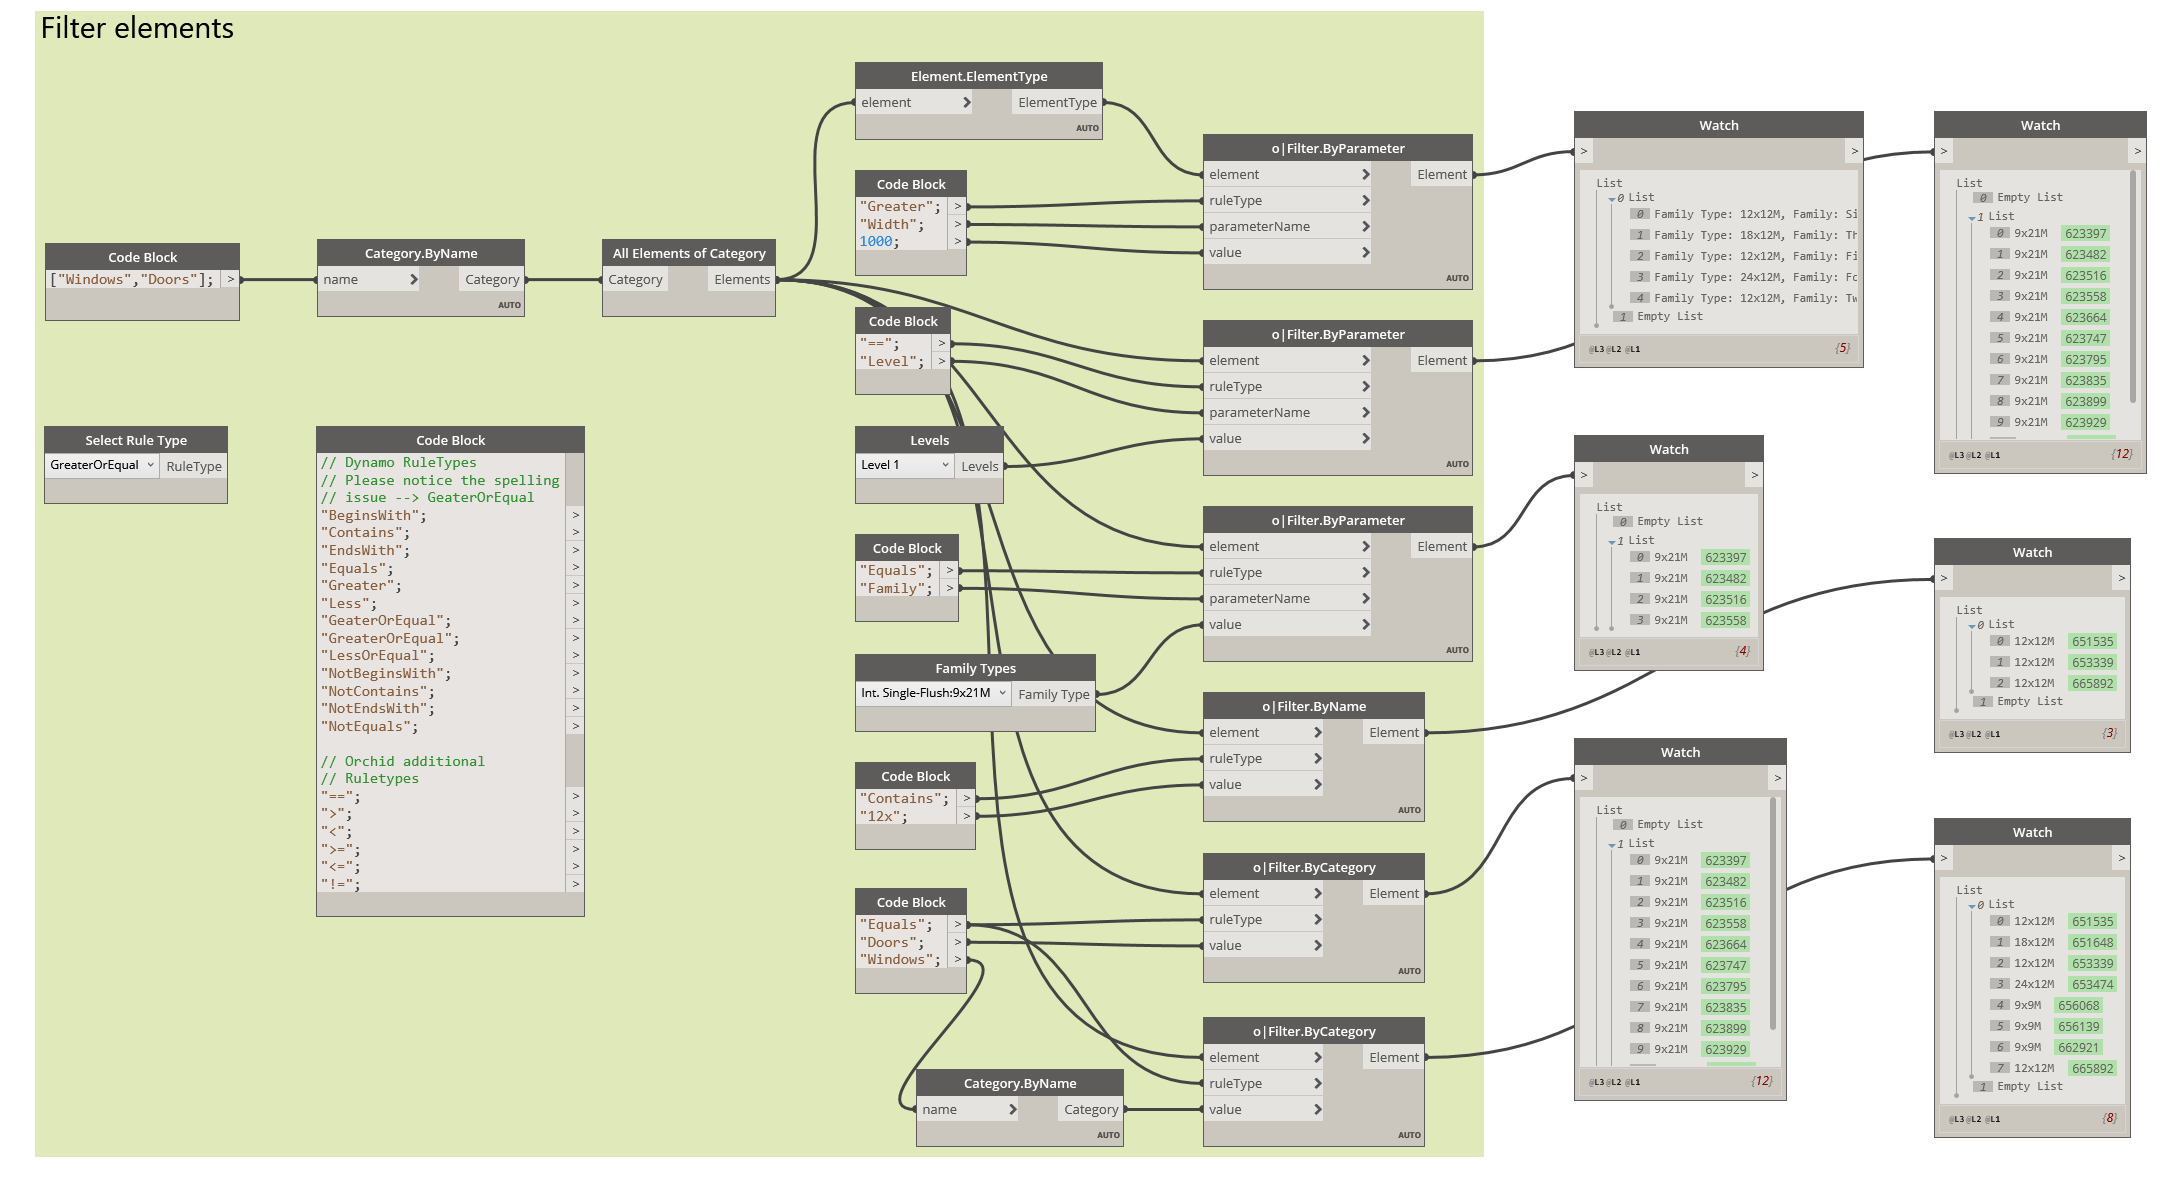 Filter elements
Code Block
["Windows","Doors"]; >
Category.ByName
name Category
AUTO
All Elements of Category
Category Elements
Select Rule Type
GreaterOrEqual RuleType
Code Block
// Dynamo RuleTypes
// Please notice the spelling
// issue --> GeaterOrEqual
"BeginsWith"; >
"Contains"; >
"EndsWith"; >
"Equals"; >
"Greater"; >
"Less"; >
"GeaterOrEqual"; >
"GreaterOrEqual"; >
"LessOrEqual"; >
"NotBeginsWith"; >
"NotContains"; >
"NotEndsWith"; >
"NotEquals"; >
// Orchid additional
// Ruletypes
"=="; >
">"; >
"<"; >
">="; >
"<="; >
"!="; >
Element.ElementType
element ElementType
AUTO
Code Block
"Greater"; >
"Width"; >
1000; >
Code Block
"=="; >
"Level"; >
Levels
Level 1 Levels
Code Block
"Equals"; >
"Family"; >
Family Types
Int. Single-Flush:9x21M Family Type
Code Block
"Contains"; >
"12x"; >
Code Block
"Equals"; >
"Doors"; >
"Windows"; >
Category.ByName
name Category
AUTO
o|Filter.ByParameter
element Element
ruleType
parameterName
value
AUTO
o|Filter.ByParameter
element Element
ruleType
parameterName
value
AUTO
o|Filter.ByParameter
element Element
ruleType
parameterName
value
AUTO
o|Filter.ByName
element Element
ruleType
value
AUTO
o|Filter.ByCategory
element Element
ruleType
value
AUTO
o|Filter.ByCategory
element Element
ruleType
value
AUTO
Watch
> >
List
0 List
0 Family Type: 12x12M, Family: Si
1 Family Type: 18x12M, Family: Th
2 Family Type: 12x12M, Family: Fi
3 Family Type: 24x12M, Family: Fo
4 Family Type: 12x12M, Family: Tw
1 Empty List
@L3 @L2 @L1 {5}
Watch
> >
List
0 Empty List
1 List
0 9x21M 623397
1 9x21M 623482
2 9x21M 623516
3 9x21M 623558
4 9x21M 623664
5 9x21M 623747
6 9x21M 623795
7 9x21M 623835
8 9x21M 623899
9 9x21M 623929
@L3 @L2 @L1 {12}
Watch
> >
List
0 Empty List
1 List
0 9x21M 623397
1 9x21M 623482
2 9x21M 623516
3 9x21M 623558
@L3 @L2 @L1 {4}
Watch
> >
List
0 List
0 12x12M 651535
1 12x12M 653339
2 12x12M 665892
1 Empty List
@L3 @L2 @L1 {3}
Watch
> >
List
0 Empty List
1 List
0 9x21M 623397
1 9x21M 623482
2 9x21M 623516
3 9x21M 623558
4 9x21M 623664
5 9x21M 623747
6 9x21M 623795
7 9x21M 623835
8 9x21M 623899
9 9x21M 623929
@L3 @L2 @L1 {12}
Watch
> >
List
0 List
0 12x12M 651535
1 18x12M 651648
2 12x12M 653339
3 24x12M 653474
4 9x9M 656068
5 9x9M 656139
6 9x9M 662921
7 12x12M 665892
1 Empty List
@L3 @L2 @L1 {8}